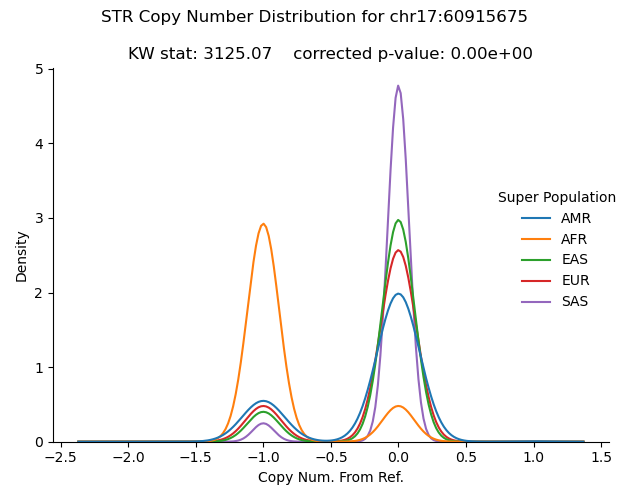 STR Copy Number Distribution for chr17:60915675
KW stat: 3125.07    corrected p-value: 0.00e+00
5
4
3
2
1
0
Density
Super Population
AMR
AFR
EAS
EUR
SAS
−2.5 −2.0 −1.5 −1.0 −0.5 0.0 0.5 1.0 1.5
Copy Num. From Ref.